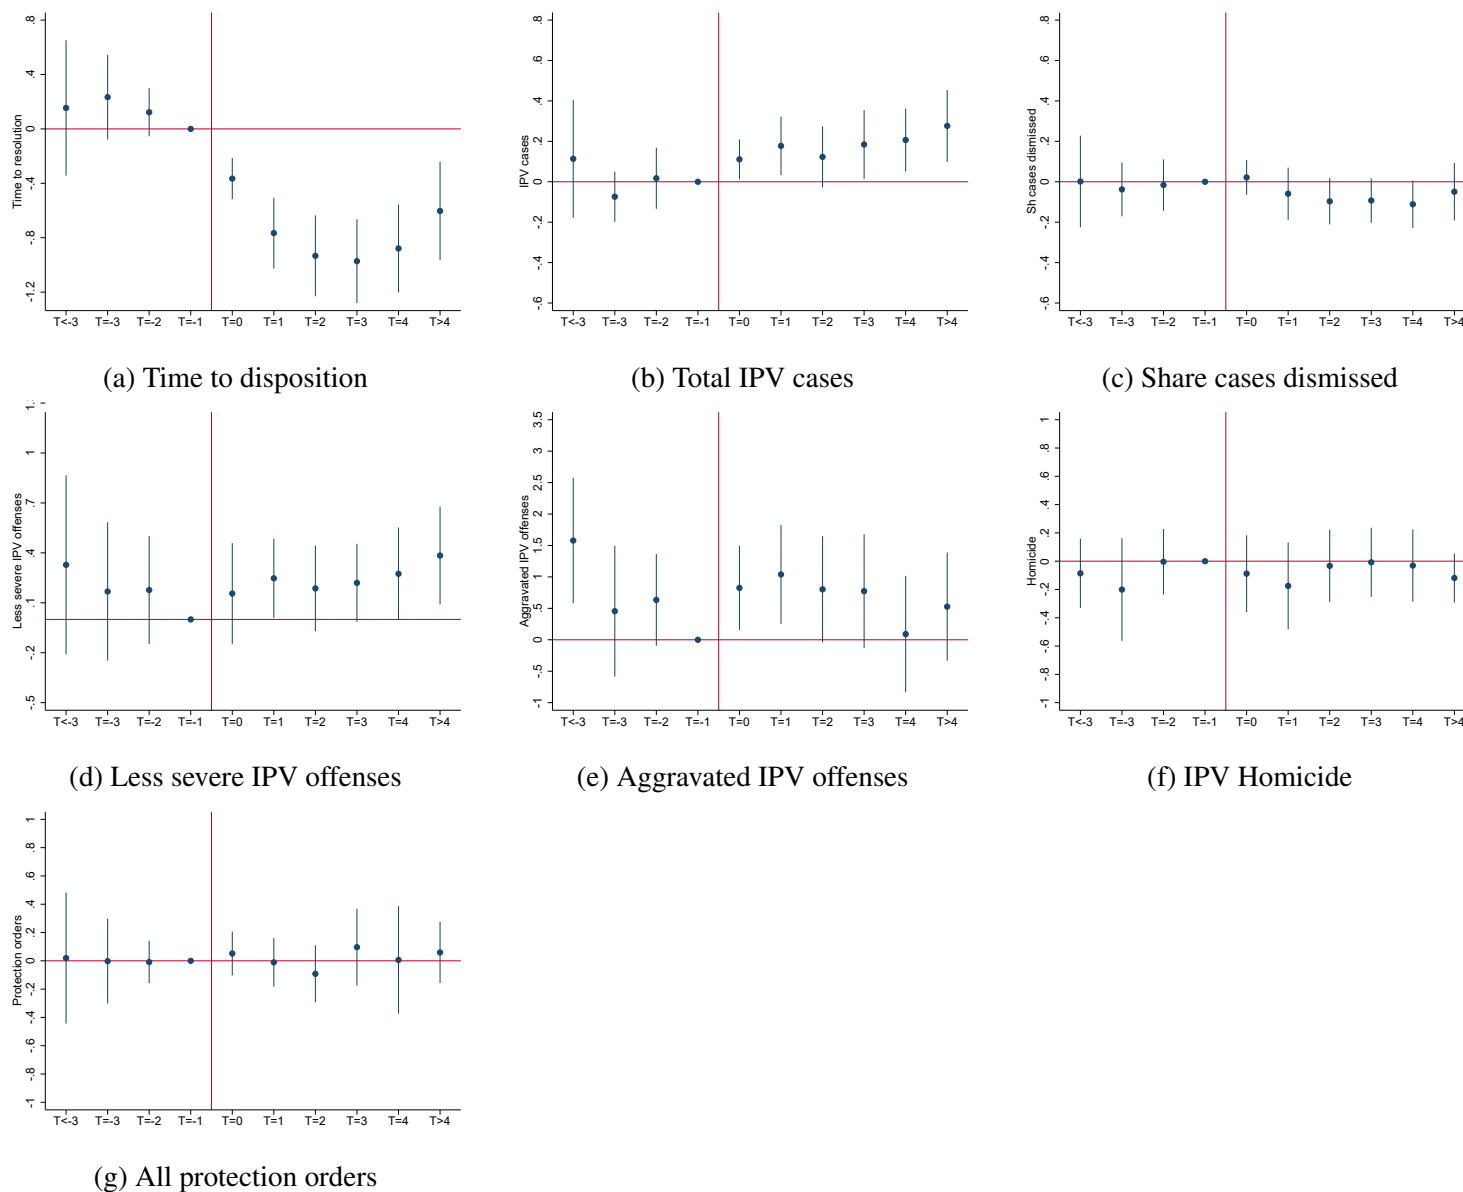 .8
.4
0
-.4
-.8
-1.2
Time to resolution
T<-3 T=-3 T=-2 T=-1 T=0 T=1 T=2 T=3 T=4 T>4
(a) Time to disposition
.8
.6
.4
.2
0
-.2
-.4
-.6
IPV cases
T<-3 T=-3 T=-2 T=-1 T=0 T=1 T=2 T=3 T=4 T>4
(b) Total IPV cases
.8
.6
.4
.2
0
-.2
-.4
-.6
Sh cases dismissed
T<-3 T=-3 T=-2 T=-1 T=0 T=1 T=2 T=3 T=4 T>4
(c) Share cases dismissed
1
.7
.4
.1
-.2
-.5
Less severe IPV offenses
T<-3 T=-3 T=-2 T=-1 T=0 T=1 T=2 T=3 T=4 T>4
(d) Less severe IPV offenses
3.5
3
2.5
2
1.5
1
.5
0
-.5
-1
Aggravated IPV offenses
T<-3 T=-3 T=-2 T=-1 T=0 T=1 T=2 T=3 T=4 T>4
(e) Aggravated IPV offenses
1
.8
.6
.4
.2
0
-.2
-.4
-.6
-.8
-1
Homicide
T<-3 T=-3 T=-2 T=-1 T=0 T=1 T=2 T=3 T=4 T>4
(f) IPV Homicide
1
.8
.6
.4
.2
0
-.2
-.4
-.6
-.8
-1
Protection orders
T<-3 T=-3 T=-2 T=-1 T=0 T=1 T=2 T=3 T=4 T>4
(g) All protection orders